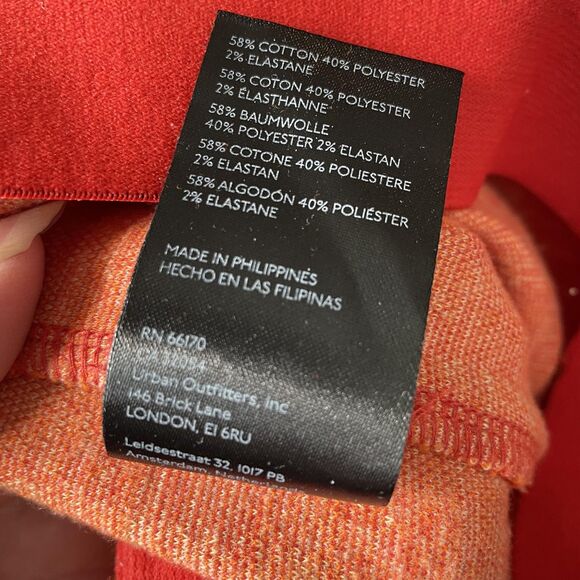 58% COTTON 40% POLYESTER
2% ELASTANE
58% COTON 40% POLYESTER
2% ÉLASTHANNE
58% BAUMWOLLE
40% POLYESTER 2% ELASTAN
58% COTONE 40% POLIESTERE
2% ELASTAN
58% ALGODÓN 40% POLIÉSTER
2% ELASTANE
MADE IN PHILIPPINES
HECHO EN LAS FILIPINAS
RN 66170
Urban Outfitters, Inc
146 Brick Lane
LONDON, E1 6RU
Leidsestraat 32, 1017 PB
Amsterdam,